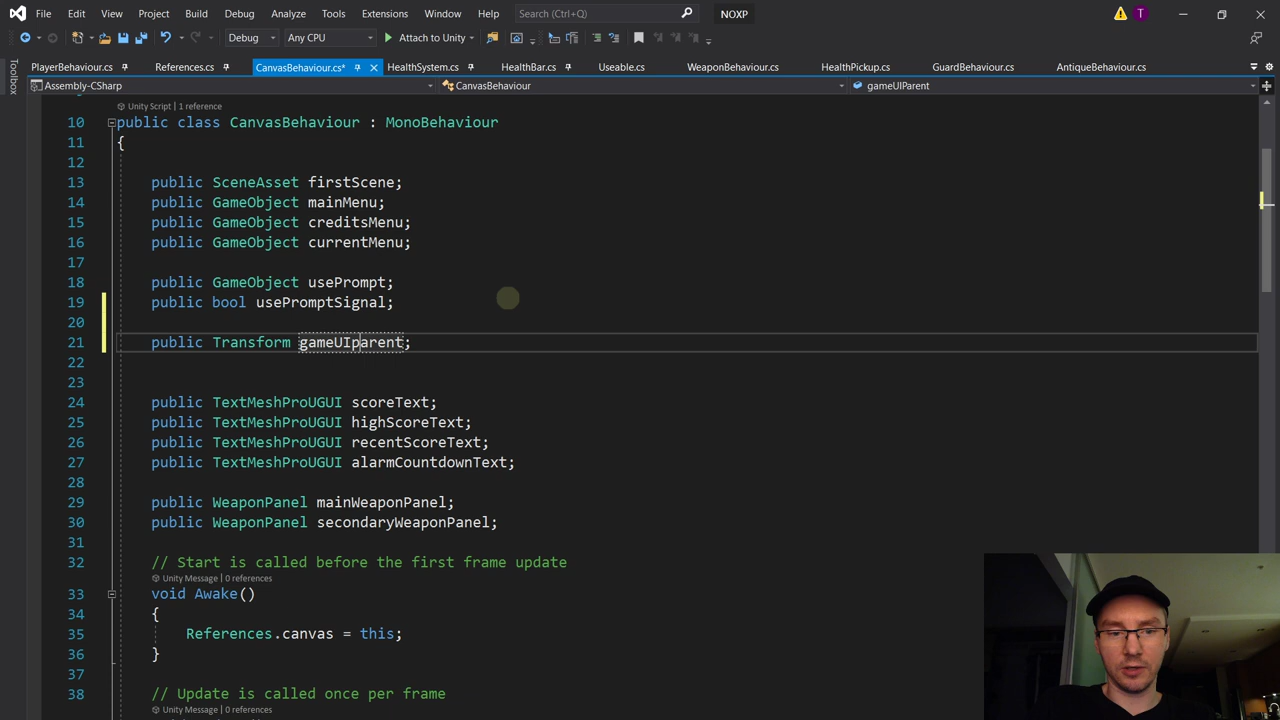 File Edit View Project Build Debug Analyze Tools Extensions Window Help Search (Ctrl+Q) NOXP T
Debug Any CPU Attach to Unity
PlayerBehaviour.cs References.cs CanvasBehaviour.cs* HealthSystem.cs HealthBar.cs Useable.cs WeaponBehaviour.cs HealthPickup.cs GuardBehaviour.cs AntiqueBehaviour.cs
Toolbox
Assembly-CSharp CanvasBehaviour gameUIParent
Unity Script | 1 reference
10 public class CanvasBehaviour : MonoBehaviour
11 {
12
13 public SceneAsset firstScene;
14 public GameObject mainMenu;
15 public GameObject creditsMenu;
16 public GameObject currentMenu;
17
18 public GameObject usePrompt;
19 public bool usePromptSignal;
20
21 public Transform gameUIparent;
22
23
24 public TextMeshProUGUI scoreText;
25 public TextMeshProUGUI highScoreText;
26 public TextMeshProUGUI recentScoreText;
27 public TextMeshProUGUI alarmCountdownText;
28
29 public WeaponPanel mainWeaponPanel;
30 public WeaponPanel secondaryWeaponPanel;
31
32 // Start is called before the first frame update
Unity Message | 0 references
33 void Awake()
34 {
35 References.canvas = this;
36 }
37
38 // Update is called once per frame
Unity Message | 0 references